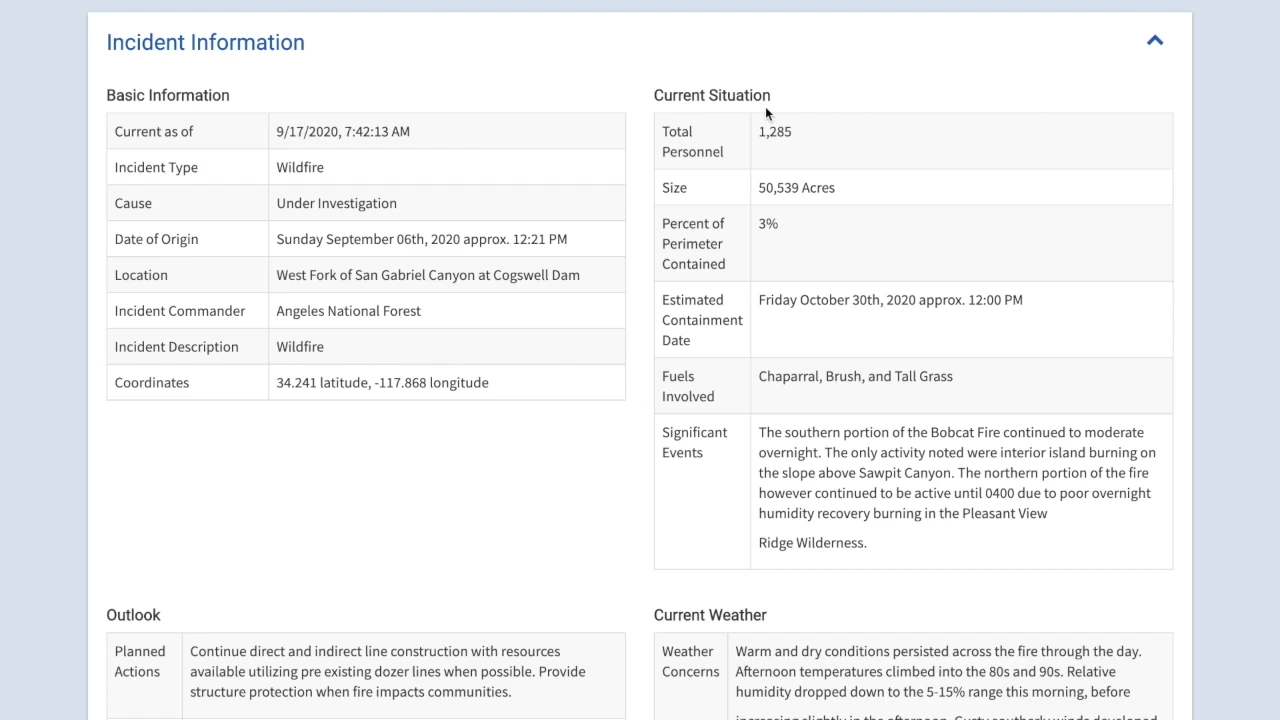 Incident Information
Basic Information
Current as of 9/17/2020, 7:42:13 AM
Incident Type Wildfire
Cause Under Investigation
Date of Origin Sunday September 06th, 2020 approx. 12:21 PM
Location West Fork of San Gabriel Canyon at Cogswell Dam
Incident Commander Angeles National Forest
Incident Description Wildfire
Coordinates 34.241 latitude, -117.868 longitude
Current Situation
Total 1,285
Personnel
Size 50,539 Acres
Percent of 3%
Perimeter
Contained
Estimated Friday October 30th, 2020 approx. 12:00 PM
Containment
Date
Fuels Chaparral, Brush, and Tall Grass
Involved
Significant The southern portion of the Bobcat Fire continued to moderate
Events overnight. The only activity noted were interior island burning on
the slope above Sawpit Canyon. The northern portion of the fire
however continued to be active until 0400 due to poor overnight
humidity recovery burning in the Pleasant View
Ridge Wilderness.
Outlook
Planned Continue direct and indirect line construction with resources
Actions available utilizing pre existing dozer lines when possible. Provide
structure protection when fire impacts communities.
Current Weather
Weather Warm and dry conditions persisted across the fire through the day.
Concerns Afternoon temperatures climbed into the 80s and 90s. Relative
humidity dropped down to the 5-15% range this morning, before
increasing slightly in the afternoon. Gusty southerly winds developed